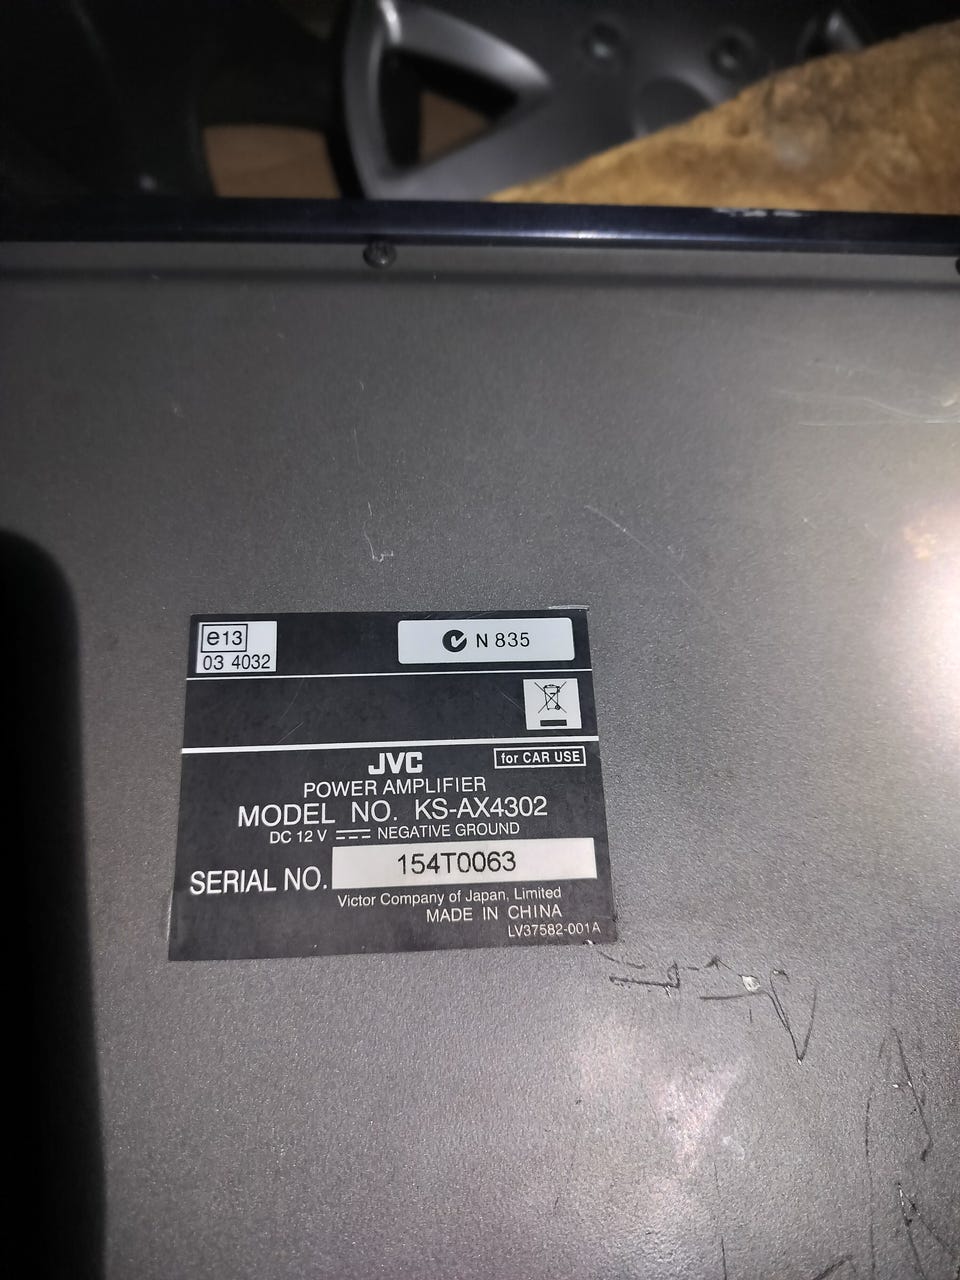 e13
03 4032
N 835
JVC
for CAR USE
POWER AMPLIFIER
MODEL NO. KS-AX4302
DC 12 V ⎓ NEGATIVE GROUND
SERIAL NO. 154T0063
Victor Company of Japan, Limited
MADE IN CHINA
LV37582-001A